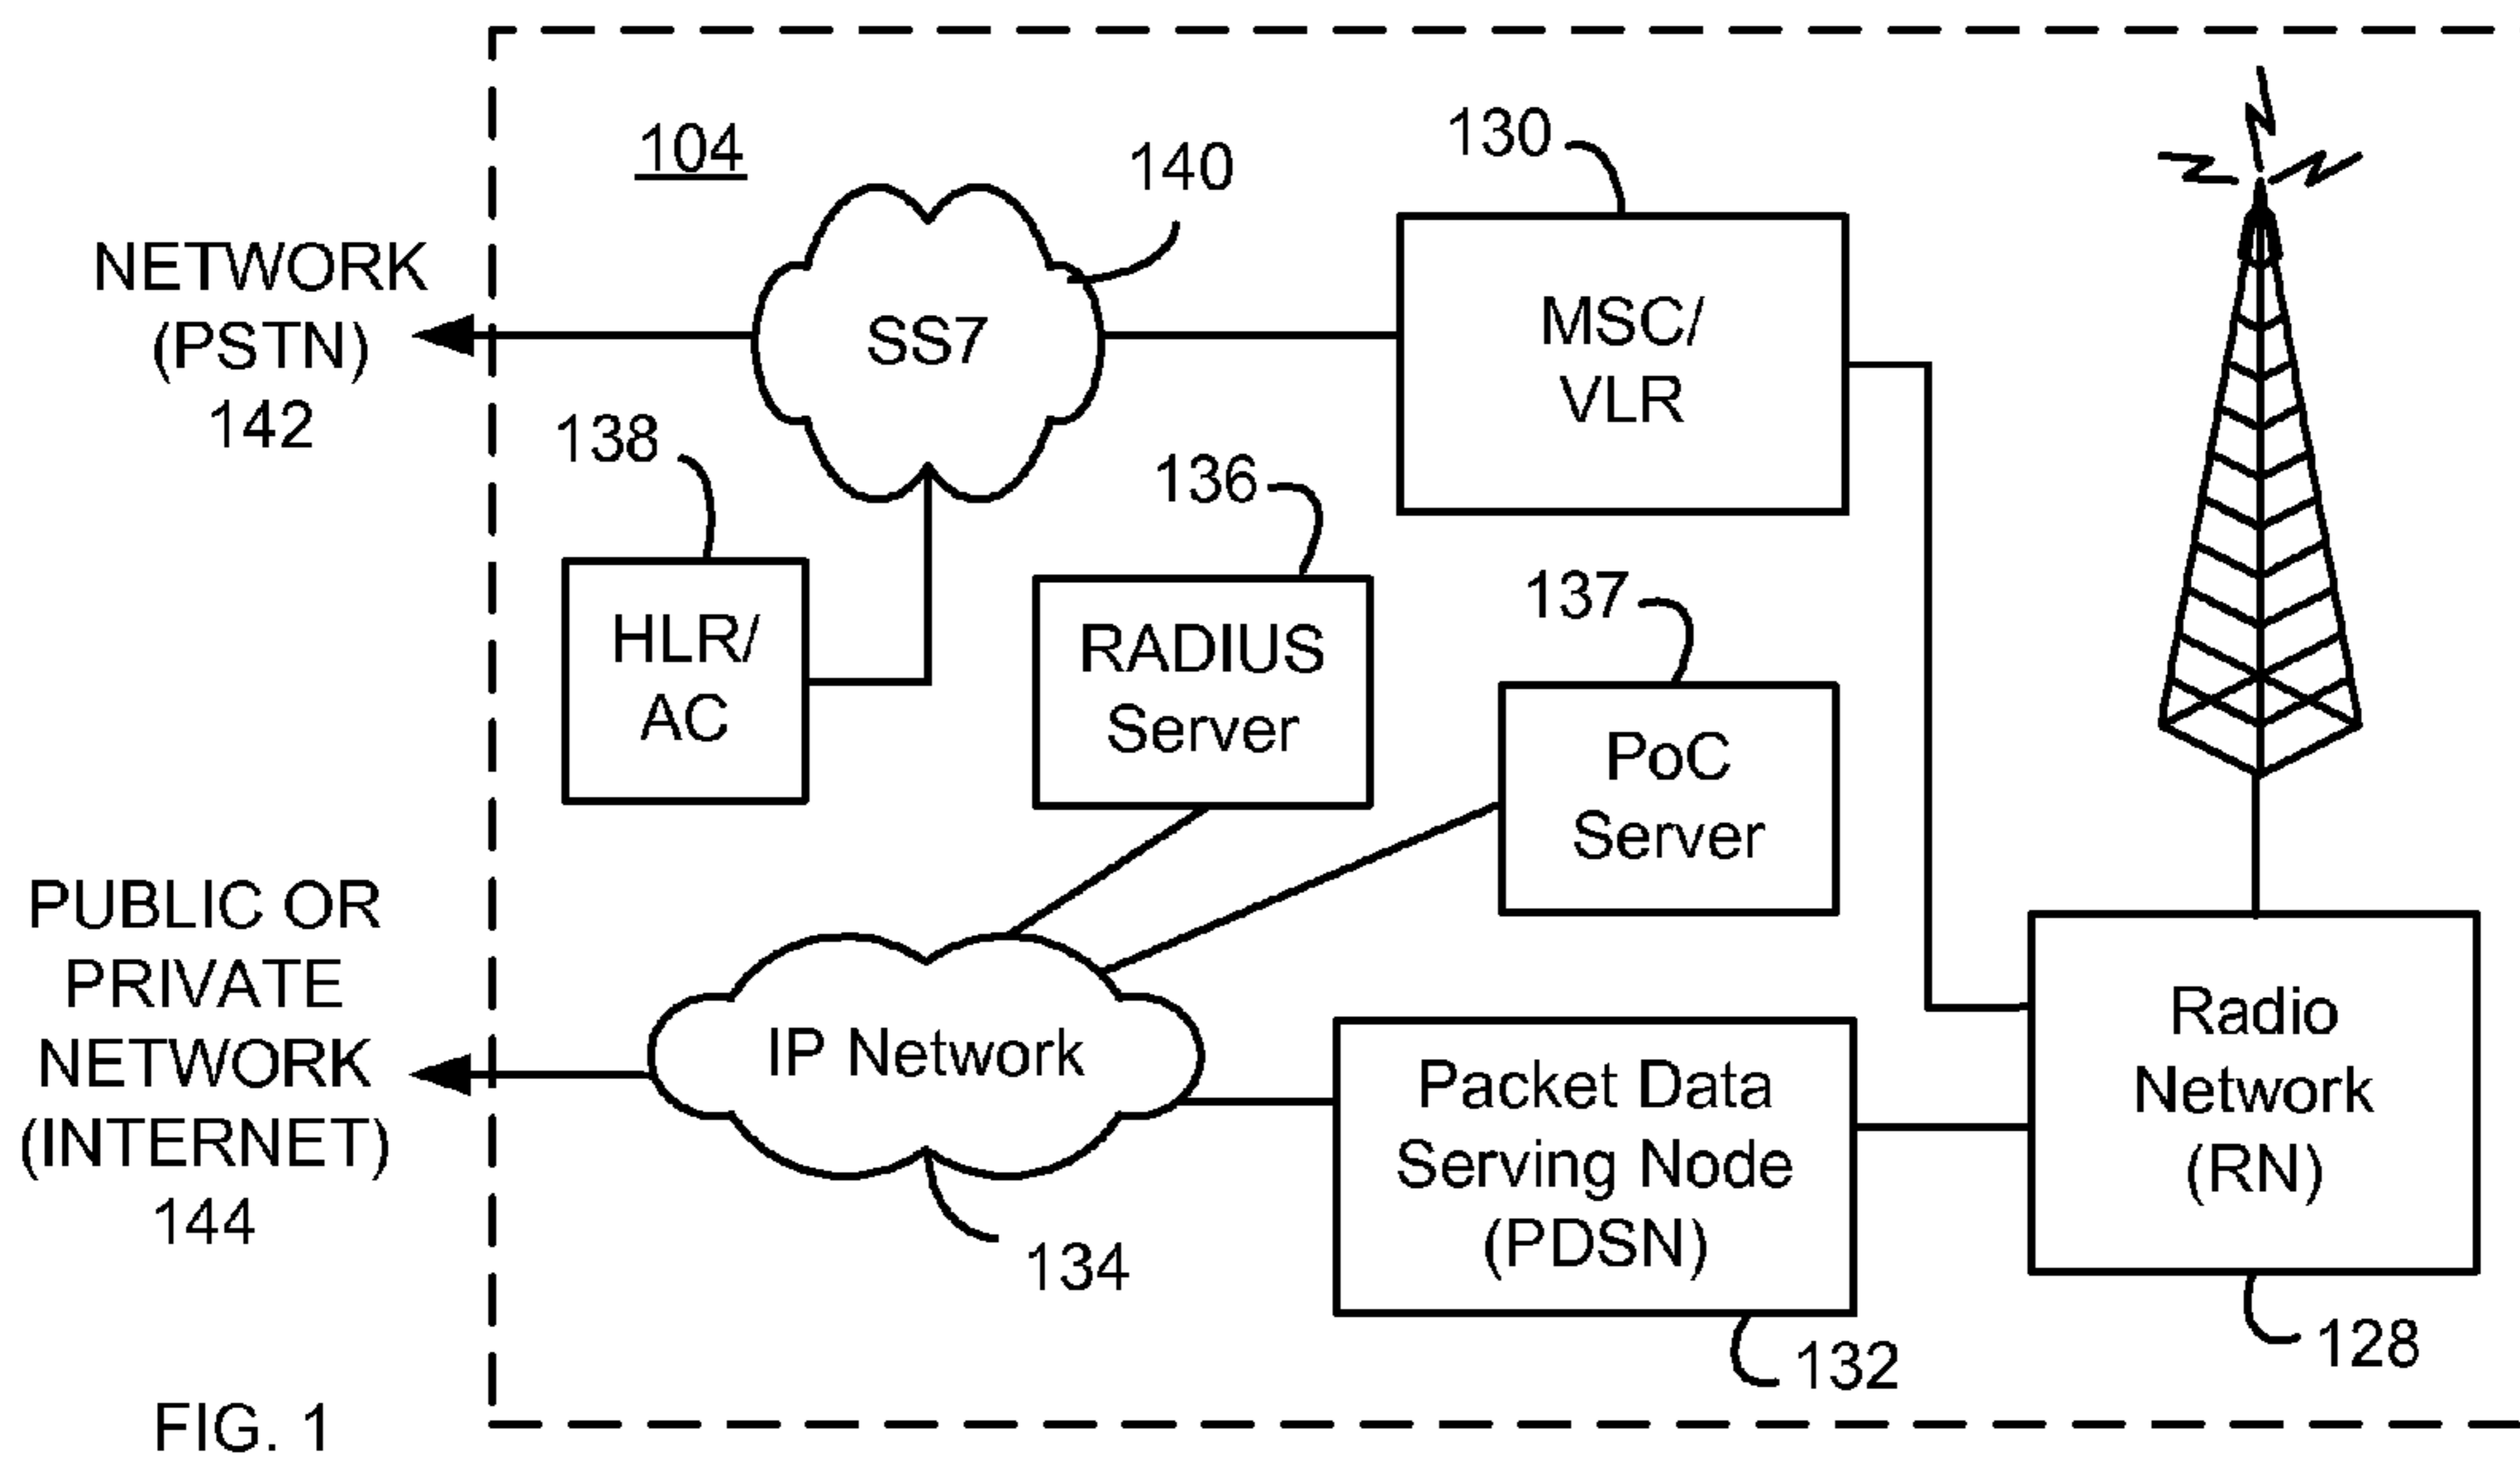 104
140
130
NETWORK
(PSTN)
142
SS7
MSC/
VLR
138
136
137
HLR/
AC
RADIUS
Server
PoC
Server
PUBLIC OR
PRIVATE
NETWORK
(INTERNET)
144
IP Network
134
Packet Data
Serving Node
(PDSN)
132
Radio
Network
(RN)
128
FIG. 1